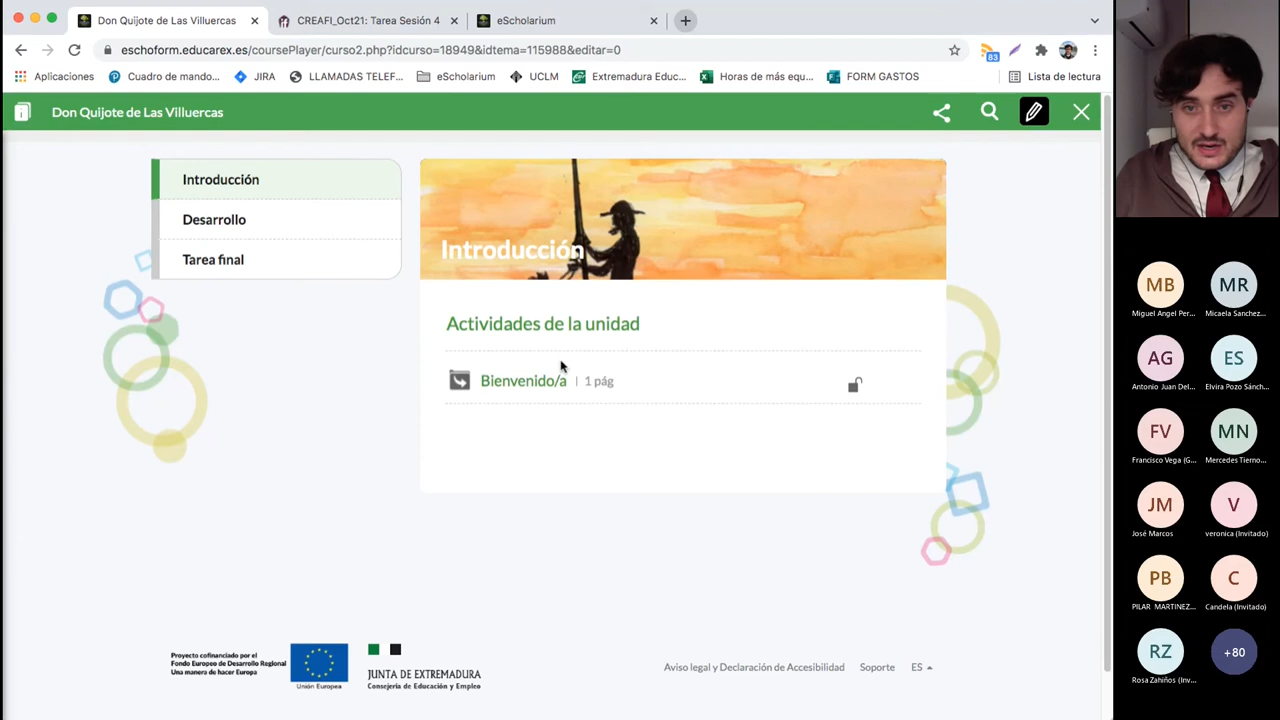 Don Quijote de Las Villuercas
CREAFI_Oct21: Tarea Sesión 4
eScholarium
eschoform.educarex.es/coursePlayer/curso2.php?idcurso=18949&idtema=115988&editar=0
83
Aplicaciones
Cuadro de mando...
JIRA
LLAMADAS TELEF...
eScholarium
UCLM
Extremadura Educ...
Horas de más equ...
FORM GASTOS
Lista de lectura
Don Quijote de Las Villuercas
Introducción
Desarrollo
Tarea final
Introducción
Actividades de la unidad
Bienvenido/a | 1 pág
Proyecto cofinanciado por el
Fondo Europeo de Desarrollo Regional
Una manera de hacer Europa
Unión Europea
JUNTA DE EXTREMADURA
Consejería de Educación y Empleo
Aviso legal y Declaración de Accesibilidad
Soporte
ES
MB
Miguel Angel Per...
MR
Micaela Sanchez...
AG
Antonio Juan Del...
ES
Elvira Pozo Sánch...
FV
Francisco Vega (G...
MN
Mercedes Tierno...
JM
José Marcos
V
veronica (Invitado)
PB
PILAR MARTINEZ...
C
Candela (Invitado)
RZ
Rosa Zahiños (Inv...
+80